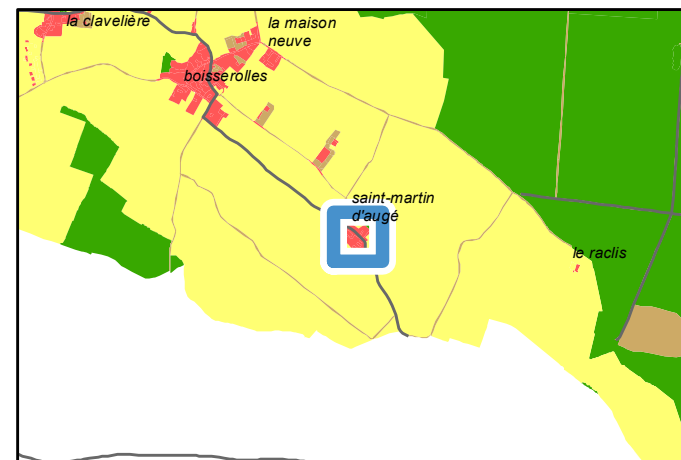 la clavelière
la maison
neuve
boisserolles
saint-martin
d'augé
le raclis